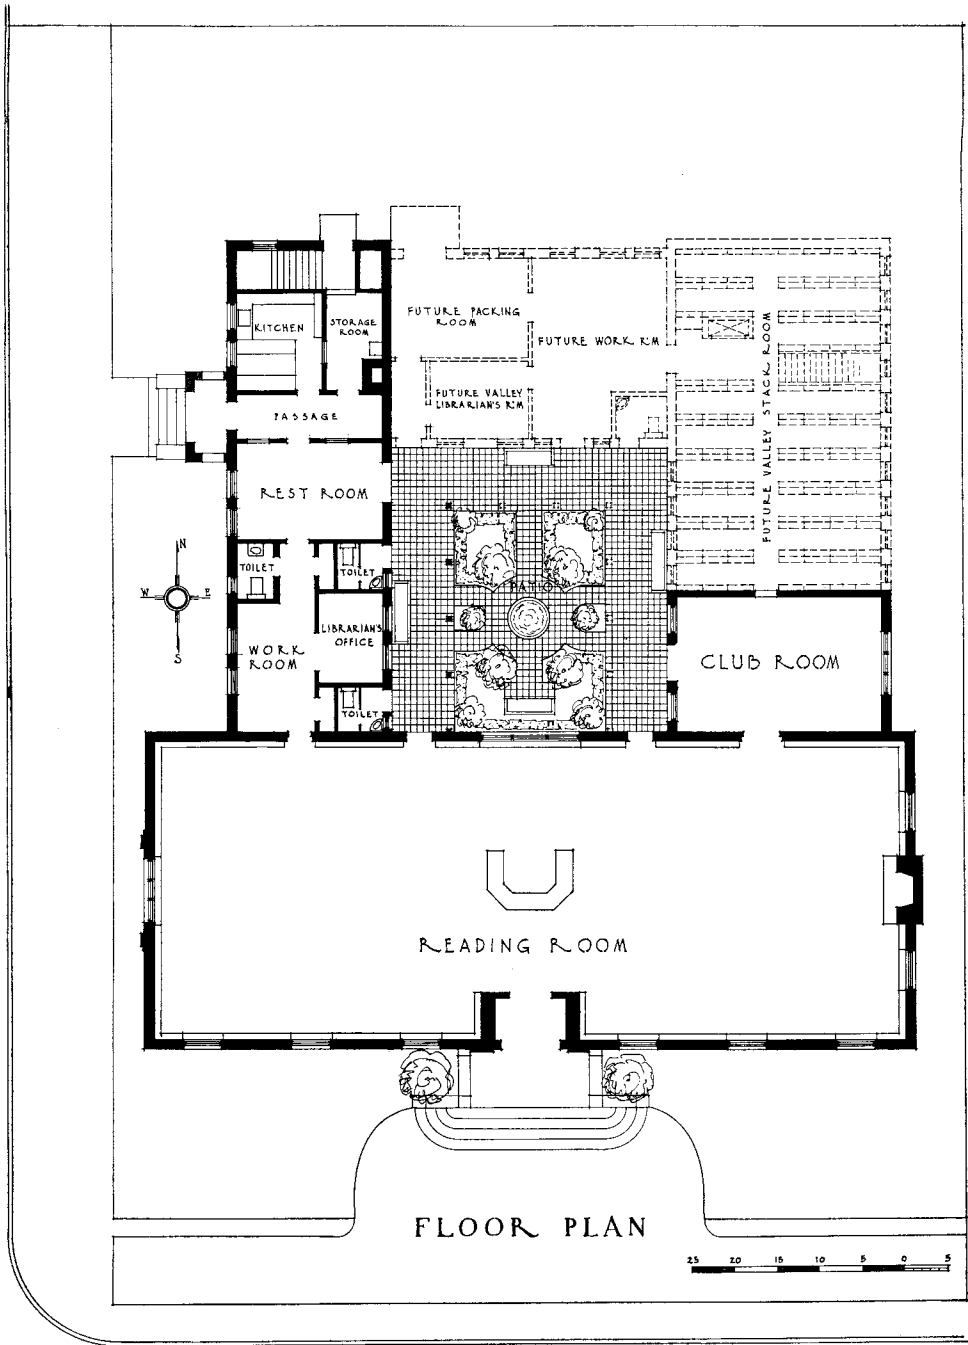 KITCHEN
STORAGE
ROOM
FUTURE PACKING
ROOM
FUTURE WORK RM
FUTURE VALLEY STACK ROOM
FUTURE VALLEY
LIBRARIAN'S RM
PASSAGE
REST ROOM
N
W E
S
TOILET
TOILET
PATIO
LIBRARIAN'S
OFFICE
WORK
ROOM
CLUB ROOM
TOILET
READING ROOM
FLOOR PLAN
25 20 15 10 5 0 5